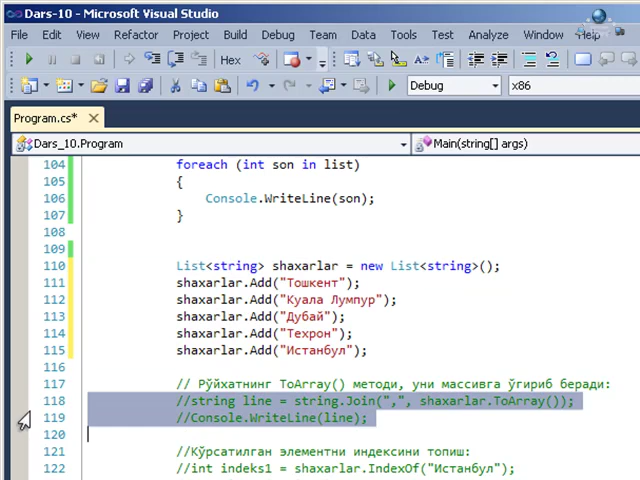 Dars-10 - Microsoft Visual Studio
File Edit View Refactor Project Build Debug Team Data Tools Test Analyze Window Help
Hex
Debug x86
Program.cs*
Dars_10.Program Main(string[] args)
104 foreach (int son in list)
105 {
106 Console.WriteLine(son);
107 }
108
109
110 List<string> shaxarlar = new List<string>();
111 shaxarlar.Add("Тошкент");
112 shaxarlar.Add("Куала Лумпур");
113 shaxarlar.Add("Дубай");
114 shaxarlar.Add("Техрон");
115 shaxarlar.Add("Истанбул");
116
117 // Рўйхатнинг ToArray() методи, уни массивга ўгириб беради:
118 //string line = string.Join(",", shaxarlar.ToArray());
119 //Console.WriteLine(line);
120
121 //Кўрсатилган элементни индексини топиш:
122 //int indeks1 = shaxarlar.IndexOf("Истанбул");